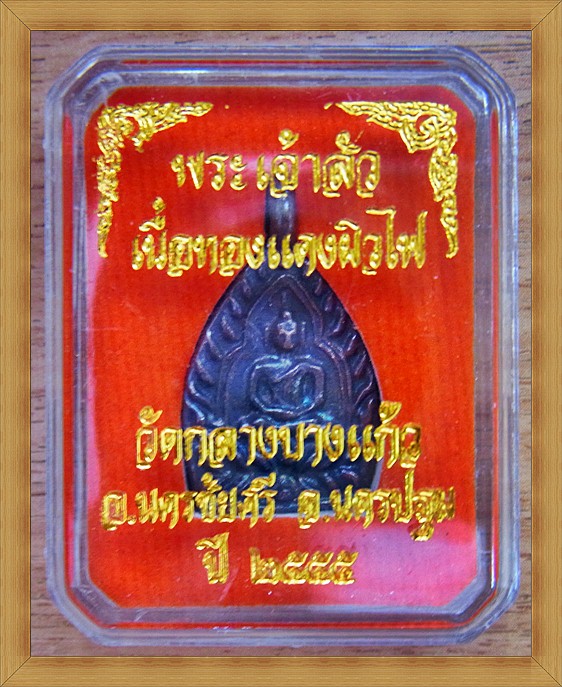 พระเจ้าสัว
เนื้อทองแดงผิวไฟ
วัดกลางบางแก้ว
อ.นครชัยศรี จ.นครปฐม
ปี ๒๕๕๕